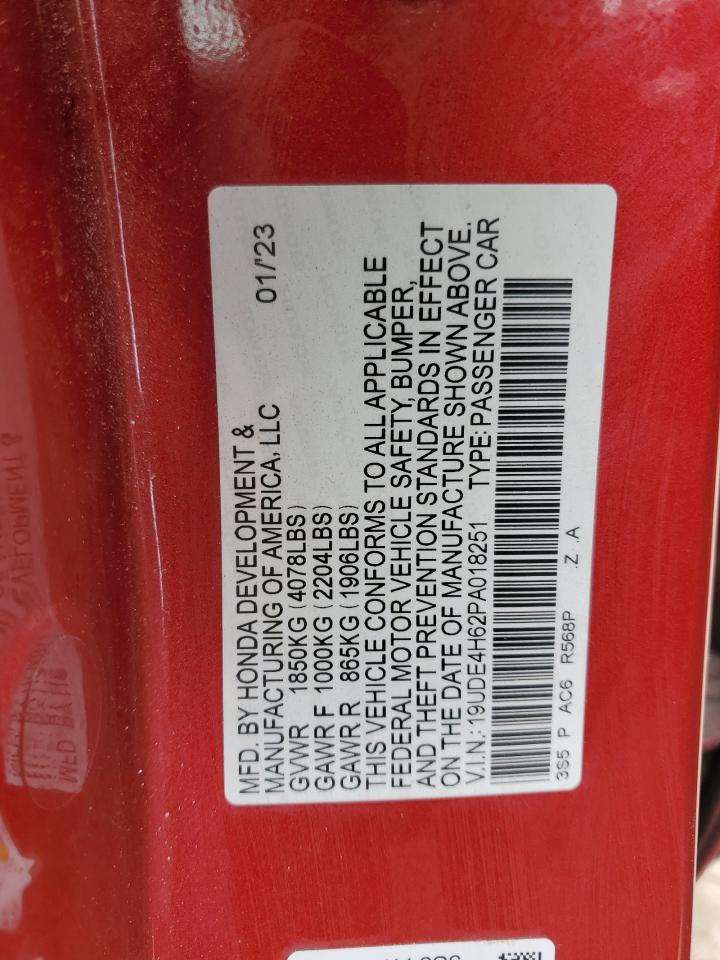 MFD. BY HONDA DEVELOPMENT & 01/'23
MANUFACTURING OF AMERICA, LLC
GVWR 1850KG (4078LBS)
GAWR F 1000KG (2204LBS)
GAWR R 865KG (1906LBS)
THIS VEHICLE CONFORMS TO ALL APPLICABLE
FEDERAL MOTOR VEHICLE SAFETY, BUMPER,
AND THEFT PREVENTION STANDARDS IN EFFECT
ON THE DATE OF MANUFACTURE SHOWN ABOVE.
V.I.N.: 19UDE4H62PA018251 TYPE: PASSENGER CAR
3S5 P AC6 R568P .Z .A